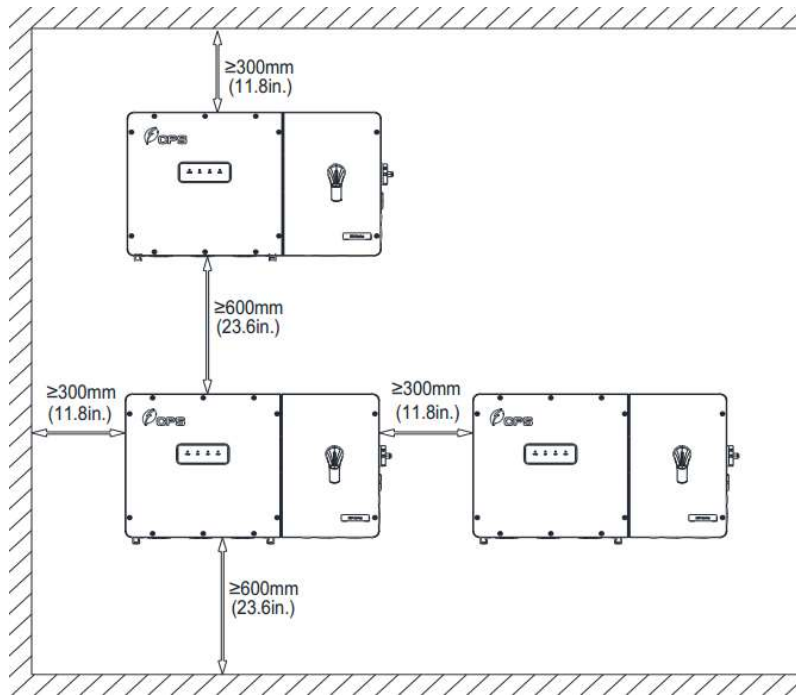 ≥300mm
(11.8in.)
CPS
≥600mm
(23.6in.)
≥300mm
(11.8in.)
≥300mm
(11.8in.)
CPS
CPS
≥600mm
(23.6in.)